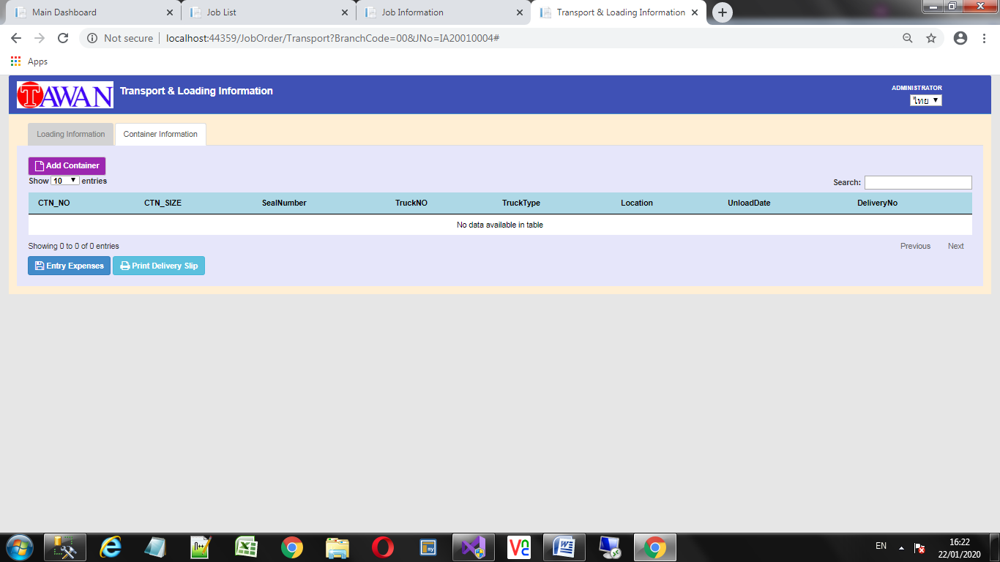 Main Dashboard
Job List
Job Information
Transport & Loading Information
Not secure
localhost:44359/JobOrder/Transport?BranchCode=00&JNo=IA20010004#
Apps
TAWAN
Transport & Loading Information
ADMINISTRATOR
ไทย
Loading Information
Container Information
Add Container
Show 10 entries
Search:
CTN_NO CTN_SIZE SealNumber TruckNO TruckType Location UnloadDate DeliveryNo
No data available in table
Showing 0 to 0 of 0 entries
Previous Next
Entry Expenses
Print Delivery Slip
EN
16:22
22/01/2020